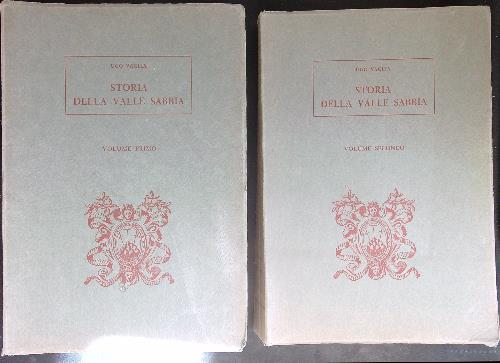 UGO VAGLIA
STORIA
DELLA VALLE SABBIA
VOLUME PRIMO
UGO VAGLIA
STORIA
DELLA VALLE SABBIA
VOLUME SECONDO